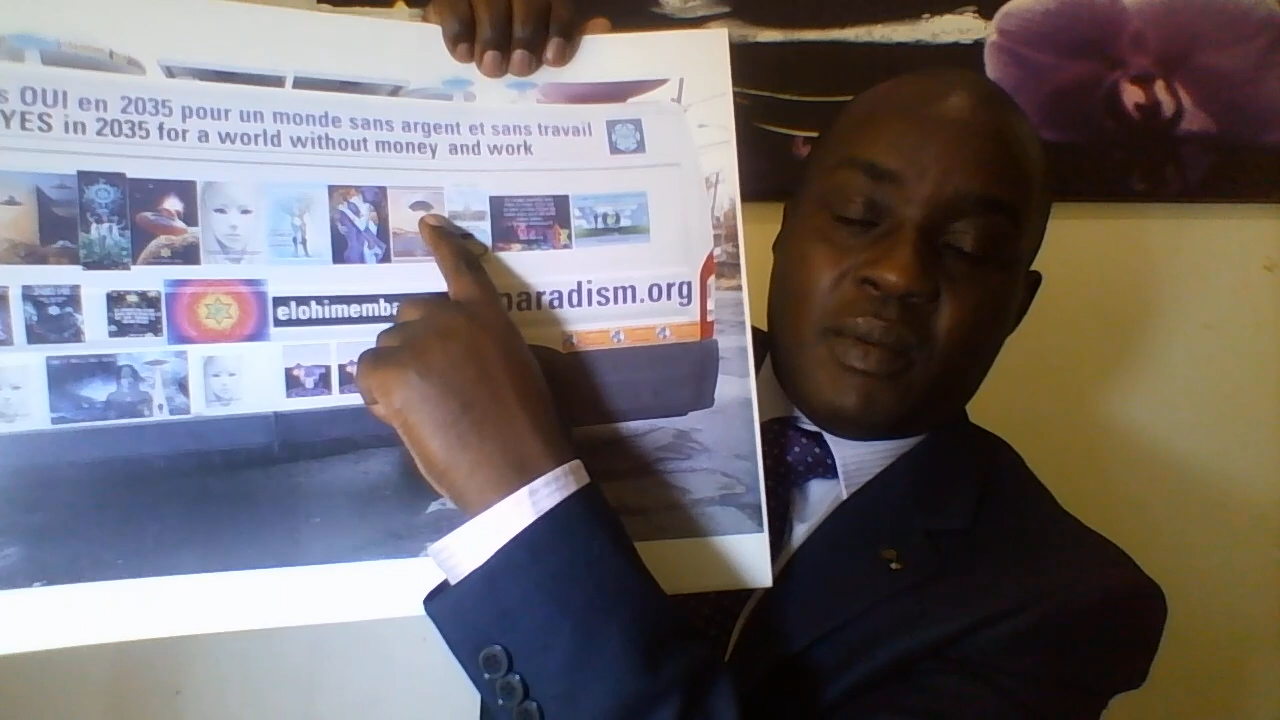 s OUI en 2035 pour un monde sans argent et sans travail
YES in 2035 for a world without money and work
elohimemba
paradism.org